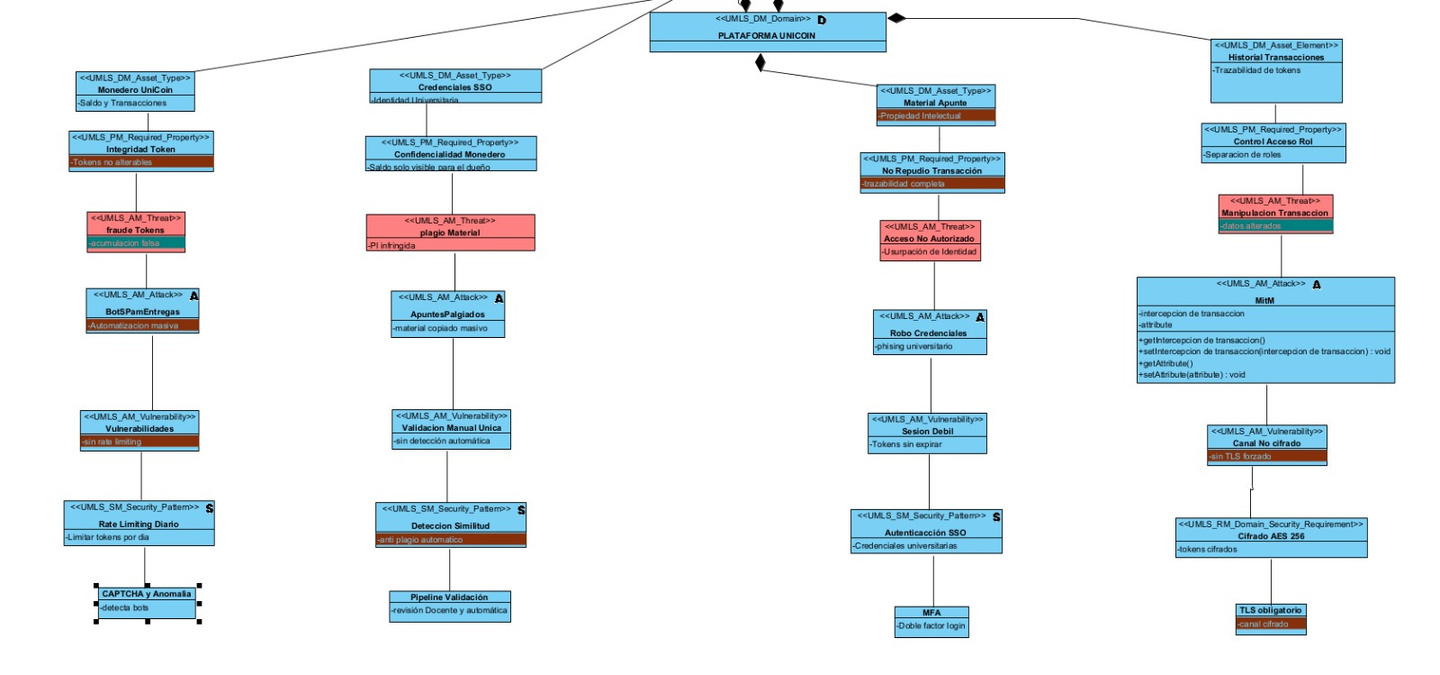 <<UMLS_DM_Domain>> D
PLATAFORMA UNICOIN
<<UMLS_DM_Asset_Type>>
Monedero UniCoin
-Saldo y Transacciones
<<UMLS_PM_Required_Property>>
Integridad Token
-Tokens no alterables
<<UMLS_AM_Threat>>
fraude Tokens
-acumulacion falsa
<<UMLS_AM_Attack>> A
BotSPamEntregas
-Automatizacion masiva
<<UMLS_AM_Vulnerability>>
Vulnerabilidades
-sin rate limiting
<<UMLS_SM_Security_Pattern>> S
Rate Limiting Diario
-Limitar tokens por dia
CAPTCHA y Anomalia
-detecta bots
<<UMLS_DM_Asset_Type>>
Credenciales SSO
-Identidad Universitaria
<<UMLS_PM_Required_Property>>
Confidencialidad Monedero
-Saldo solo visible para el dueño
<<UMLS_AM_Threat>>
plagio Material
-PI infringida
<<UMLS_AM_Attack>> A
ApuntesPalgiados
-material copiado masivo
<<UMLS_AM_Vulnerability>>
Validacion Manual Unica
-sin detección automática
<<UMLS_SM_Security_Pattern>> S
Deteccion Similitud
-anti plagio automatico
Pipeline Validación
-revisión Docente y automática
<<UMLS_DM_Asset_Type>>
Material Apunte
-Propiedad Intelectual
<<UMLS_PM_Required_Property>>
No Repudio Transacción
-trazabilidad completa
<<UMLS_AM_Threat>>
Acceso No Autorizado
-Usurpación de Identidad
<<UMLS_AM_Attack>> A
Robo Credenciales
-phising universitario
<<UMLS_AM_Vulnerability>>
Sesion Debil
-Tokens sin expirar
<<UMLS_SM_Security_Pattern>> S
Autenticacción SSO
-Credenciales universitarias
MFA
-Doble factor login
<<UMLS_DM_Asset_Element>>
Historial Transacciones
-Trazabilidad de tokens
<<UMLS_PM_Required_Property>>
Control Acceso Rol
-Separacion de roles
<<UMLS_AM_Threat>>
Manipulacion Transaccion
-datos alterados
<<UMLS_AM_Attack>> A
MitM
-intercepcion de transaccion
-attribute
+getIntercepcion de transaccion()
+setIntercepcion de transaccion(intercepcion de transaccion) : void
+getAttribute()
+setAttribute(attribute) : void
<<UMLS_AM_Vulnerability>>
Canal No cifrado
-sin TLS forzado
<<UMLS_RM_Domain_Security_Requirement>>
Cifrado AES 256
-tokens cifrados
TLS obligatorio
-canal cifrado